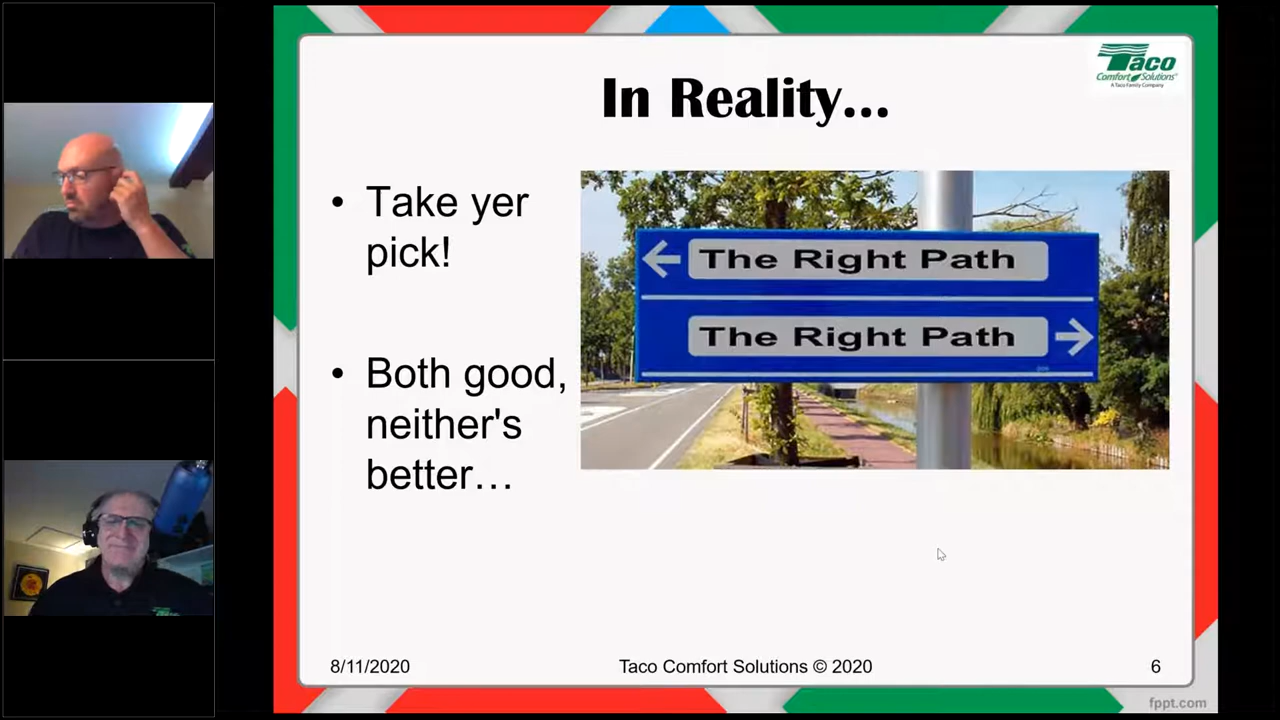 In Reality...
Taco
Comfort Solutions
A Taco Family Company
• Take yer
pick!
• Both good,
neither's
better…
← The Right Path
The Right Path →
8/11/2020
Taco Comfort Solutions © 2020
6
fppt.com